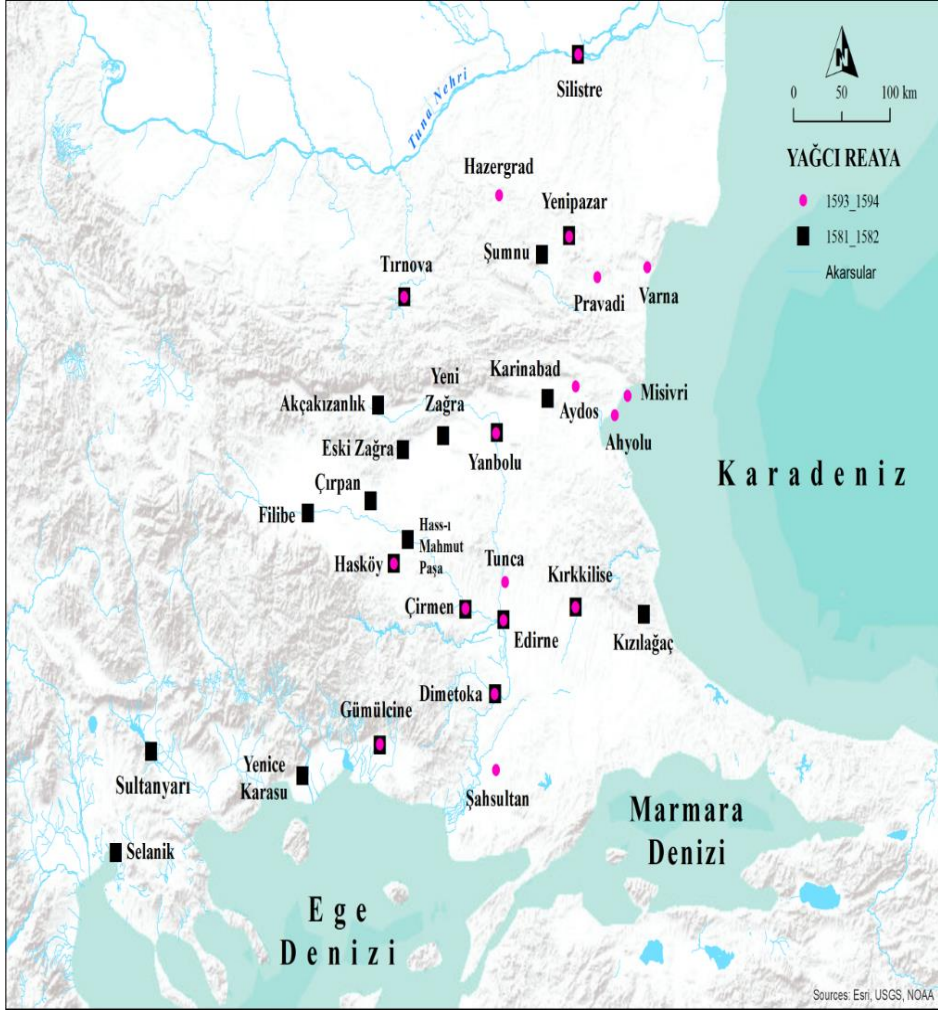 Silistre
Tuna Nehri
N
0 50 100 km
YAĞCI REAYA
1593_1594
1581_1582
Akarsular
Hazergrad
Yenipazar
Şumnu
Tırnova
Pravadi
Varna
Karinabad
Yeni
Zağra
Akçakızanlık
Aydos
Misivri
Ahyolu
Eski Zağra
Yanbolu
Karadeniz
Çırpan
Filibe
Hass-ı
Mahmut
Paşa
Hasköy
Tunca
Kırkkilise
Çirmen
Edirne
Kızılağaç
Dimetoka
Gümülcine
Sultanyarı
Yenice
Karasu
Şahsultan
Marmara
Denizi
Selanik
Ege
Denizi
Sources: Esri, USGS, NOAA